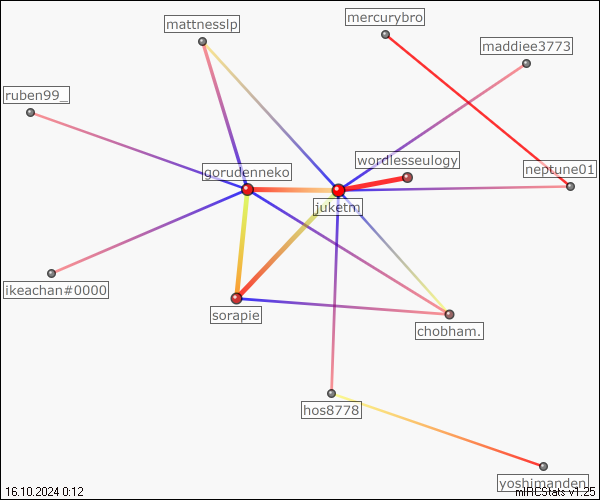 mattnesslp
mercurybro
maddiee3773
ruben99_
wordlesseulogy
gorudenneko
neptune01
juketm
ikeachan#0000
sorapie
chobham.
hos8778
yoshimanden
16.10.2024 0:12
mIRCStats v1.25